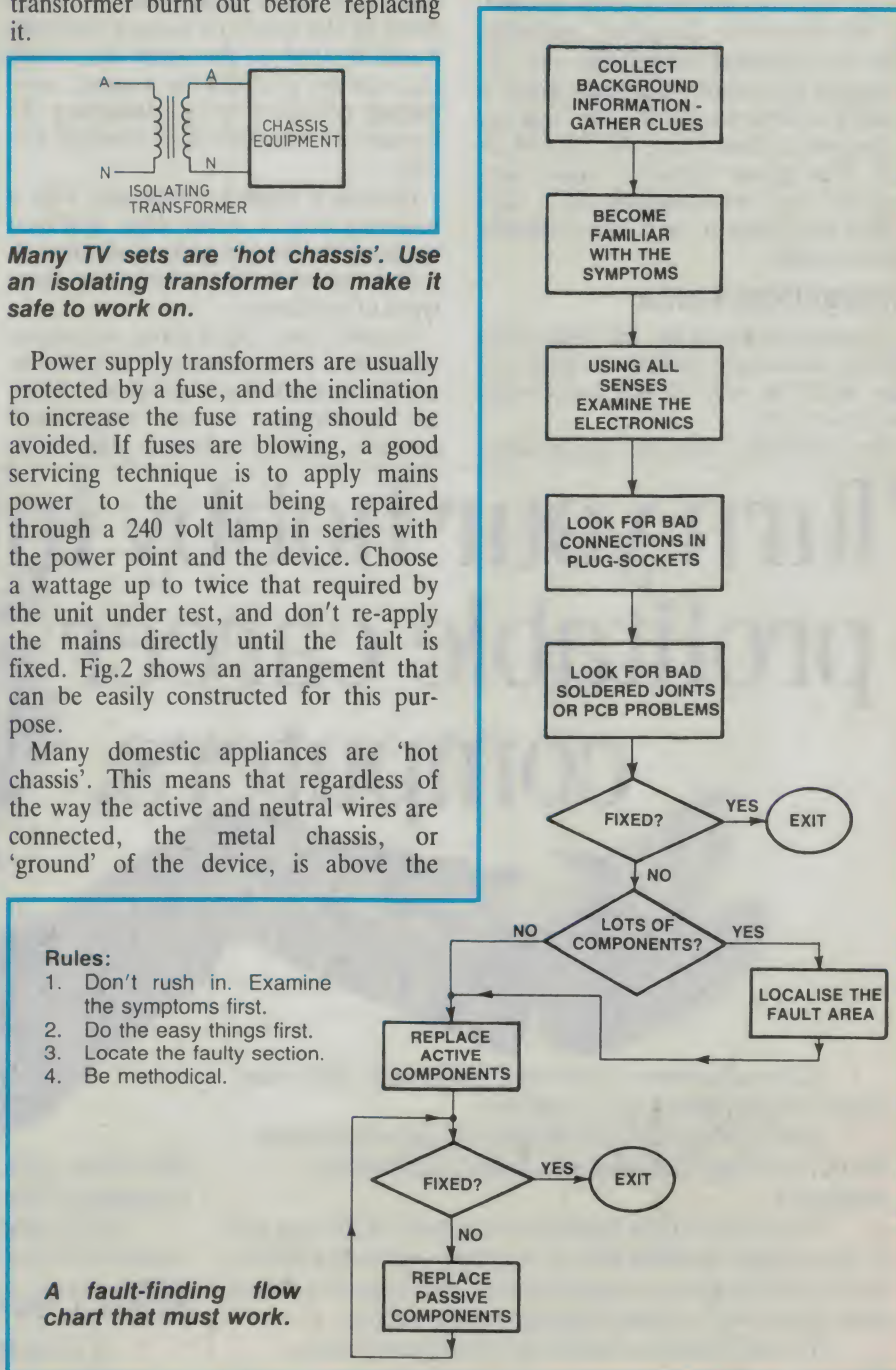 transformer burnt out before replacing
it.
A
A
N
N
CHASSIS
EQUIPMENT
ISOLATING
TRANSFORMER
Many TV sets are 'hot chassis'. Use
an isolating transformer to make it
safe to work on.
Power supply transformers are usually
protected by a fuse, and the inclination
to increase the fuse rating should be
avoided. If fuses are blowing, a good
servicing technique is to apply mains
power to the unit being repaired
through a 240 volt lamp in series with
the power point and the device. Choose
a wattage up to twice that required by
the unit under test, and don't re-apply
the mains directly until the fault is
fixed. Fig.2 shows an arrangement that
can be easily constructed for this pur-
pose.
Many domestic appliances are 'hot
chassis'. This means that regardless of
the way the active and neutral wires are
connected, the metal chassis, or
'ground' of the device, is above the
COLLECT
BACKGROUND
INFORMATION -
GATHER CLUES
BECOME
FAMILIAR
WITH THE
SYMPTOMS
USING ALL
SENSES
EXAMINE THE
ELECTRONICS
LOOK FOR BAD
CONNECTIONS IN
PLUG-SOCKETS
LOOK FOR BAD
SOLDERED JOINTS
OR PCB PROBLEMS
FIXED?
YES
EXIT
NO
LOTS OF
COMPONENTS?
NO
YES
LOCALISE THE
FAULT AREA
REPLACE
ACTIVE
COMPONENTS
FIXED?
YES
EXIT
NO
REPLACE
PASSIVE
COMPONENTS
Rules:
1. Don't rush in. Examine
the symptoms first.
2. Do the easy things first.
3. Locate the faulty section.
4. Be methodical.
A fault-finding flow
chart that must work.